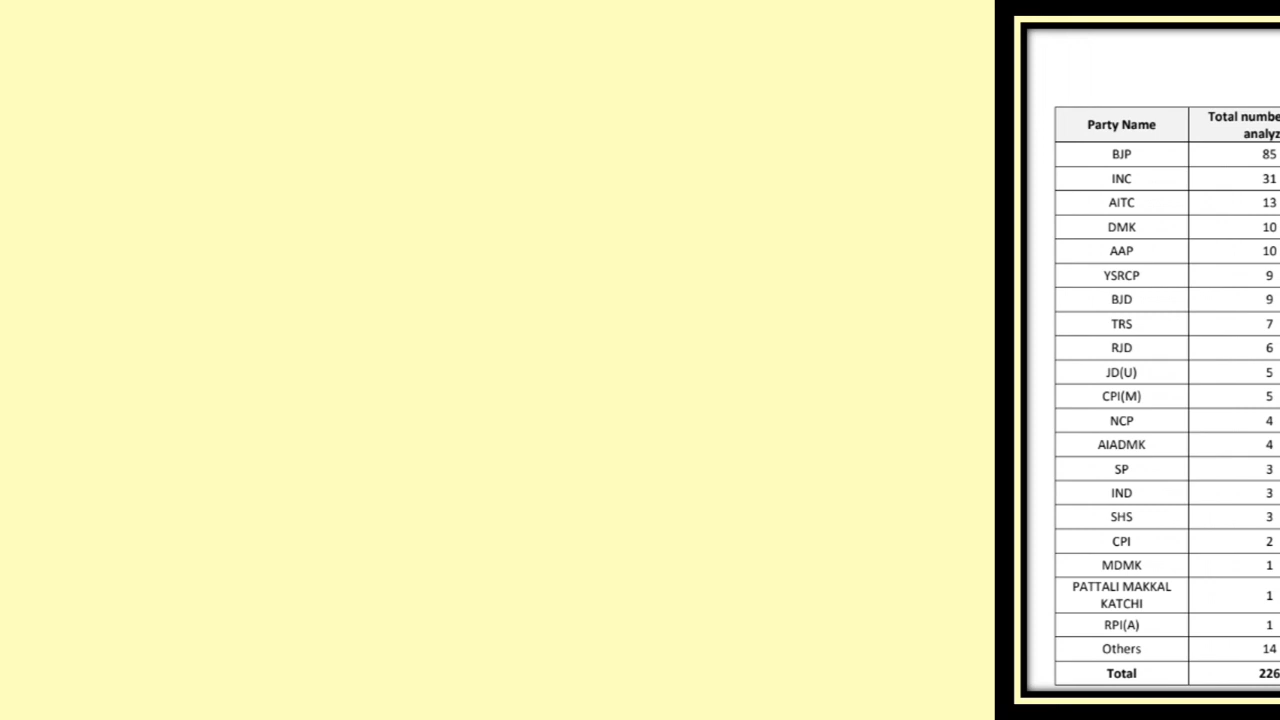 Party Name Total numbe
analyz
BJP 85
INC 31
AITC 13
DMK 10
AAP 10
YSRCP 9
BJD 9
TRS 7
RJD 6
JD(U) 5
CPI(M) 5
NCP 4
AIADMK 4
SP 3
IND 3
SHS 3
CPI 2
MDMK 1
PATTALI MAKKAL
KATCHI 1
RPI(A) 1
Others 14
Total 226